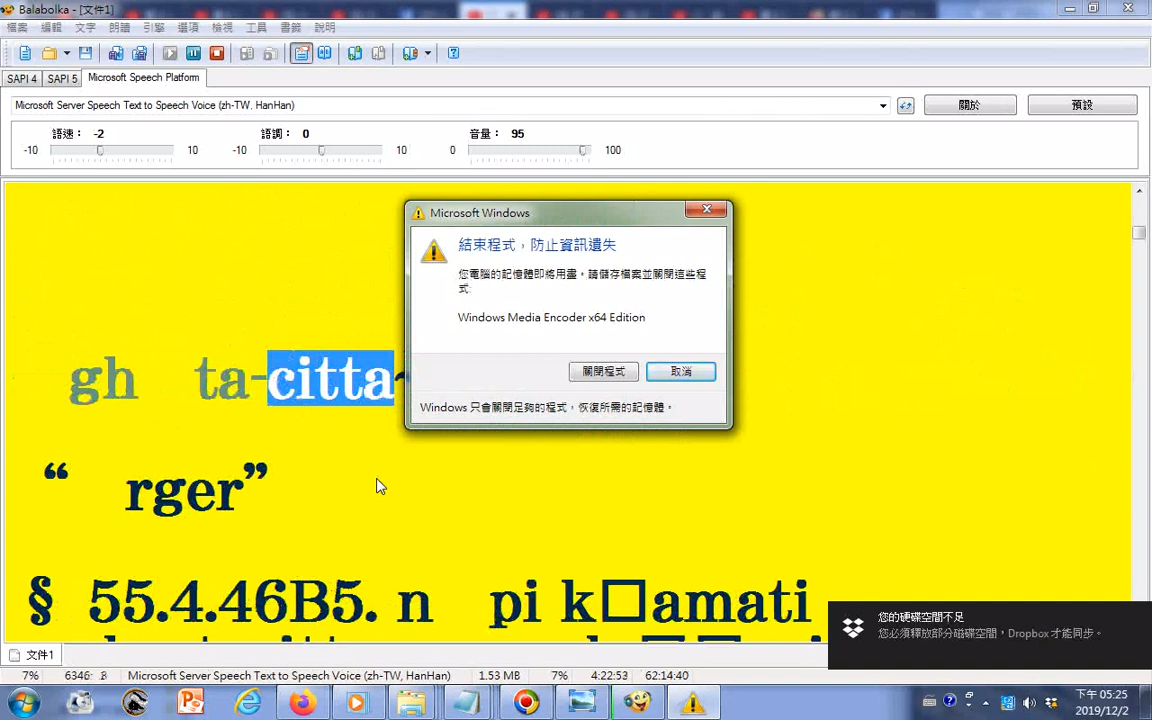 Balabolka - [文件1]
檔案 編輯 文字 朗讀 引擎 選項 檢視 工具 書籤 說明
SAPI 4 SAPI 5 Microsoft Speech Platform
Microsoft Server Speech Text to Speech Voice (zh-TW, HanHan)
關於 預設
語速： -2 語調： 0 音量： 95
-10 10 -10 10 0 100
Microsoft Windows
結束程式，防止資訊遺失
您電腦的記憶體即將用盡。請儲存檔案並關閉這些程
式:
Windows Media Encoder x64 Edition
關閉程式 取消
Windows 只會關閉足夠的程式，恢復所需的記憶體。
gh ta-citta-
“ rger”
§ 55.4.46B5. n pi k□amati
您的硬碟空間不足
您必須釋放部分磁碟空間，Dropbox 才能同步。
文件1
7% 6346: Microsoft Server Speech Text to Speech Voice (zh-TW, HanHan) 1.53 MB 7% 4:22:53 62:14:40
下午 05:25
2019/12/2